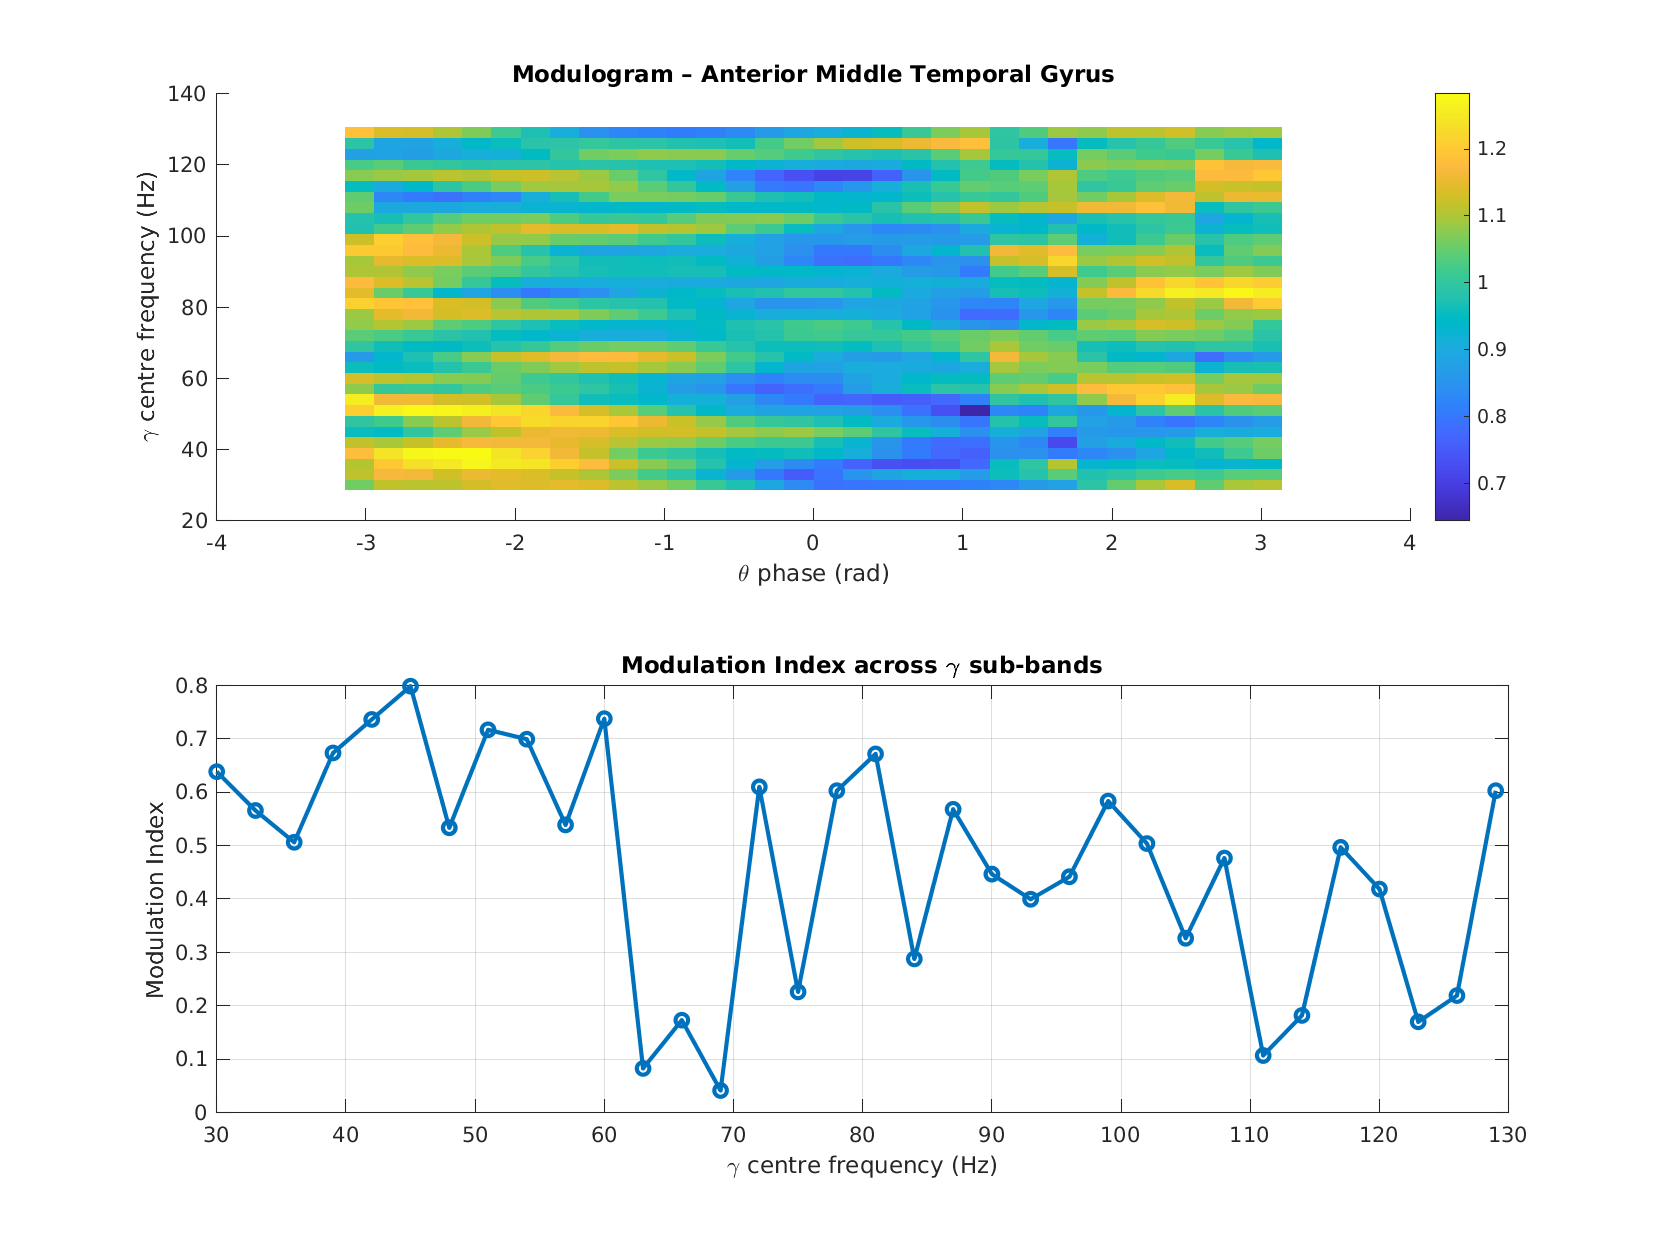 Modulogram – Anterior Middle Temporal Gyrus
140
120
100
80
60
40
20
γ centre frequency (Hz)
-4 -3 -2 -1 0 1 2 3 4
θ phase (rad)
1.2
1.1
1
0.9
0.8
0.7
Modulation Index across γ sub-bands
0.8
0.7
0.6
0.5
0.4
0.3
0.2
0.1
0
Modulation Index
30 40 50 60 70 80 90 100 110 120 130
γ centre frequency (Hz)